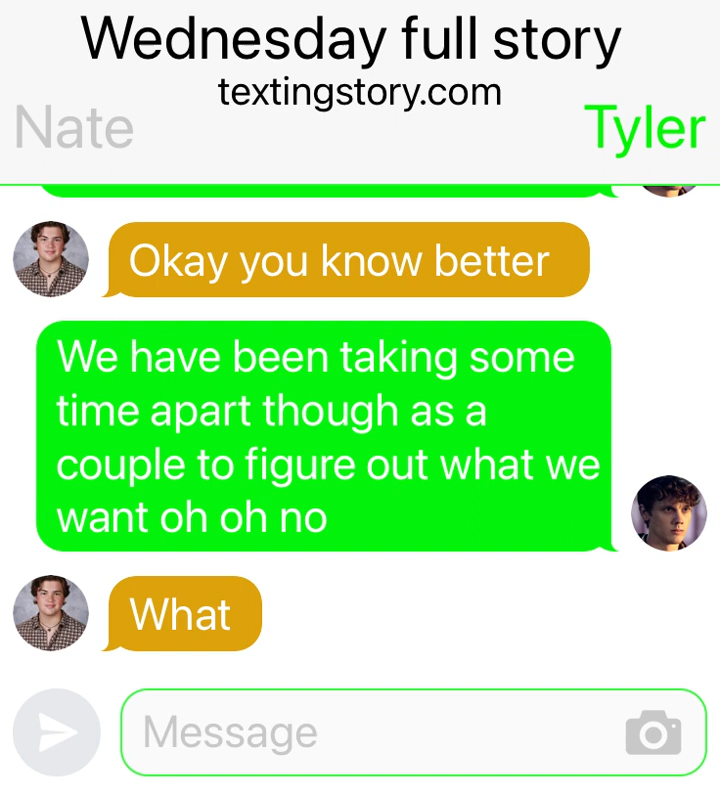 Wednesday full story
textingstory.com
Nate
Tyler
Okay you know better
We have been taking some
time apart though as a
couple to figure out what we
want oh oh no
What
Message